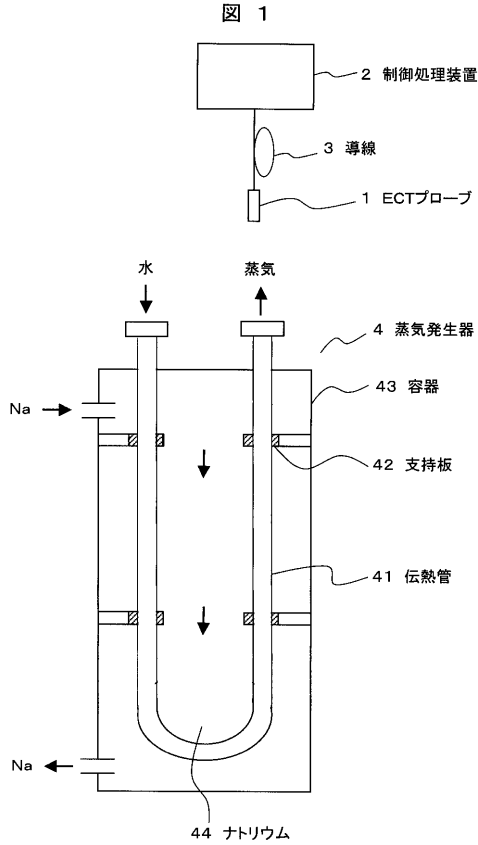 図 1
2 制御処理装置
3 導線
1 ECTプローブ
水
蒸気
4 蒸気発生器
43 容器
Na
42 支持板
41 伝熱管
Na
44 ナトリウム